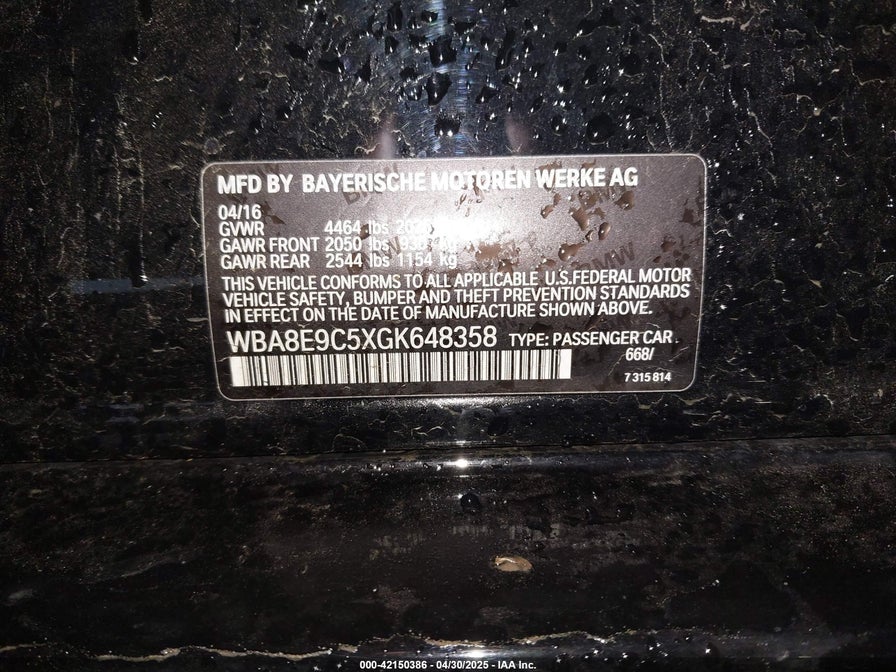 MFD BY BAYERISCHE MOTOREN WERKE AG
04/16
GVWR 4464 lbs
GAWR FRONT 2050 lbs kg
GAWR REAR 2544 lbs 1154 kg
THIS VEHICLE CONFORMS TO ALL APPLICABLE U.S.FEDERAL MOTOR
VEHICLE SAFETY, BUMPER AND THEFT PREVENTION STANDARDS
IN EFFECT ON THE DATE OF MANUFACTURE SHOWN ABOVE.
WBA8E9C5XGK648358 TYPE: PASSENGER CAR
668/
7 315 814
000-42150386 - 04/30/2025 - IAA Inc.